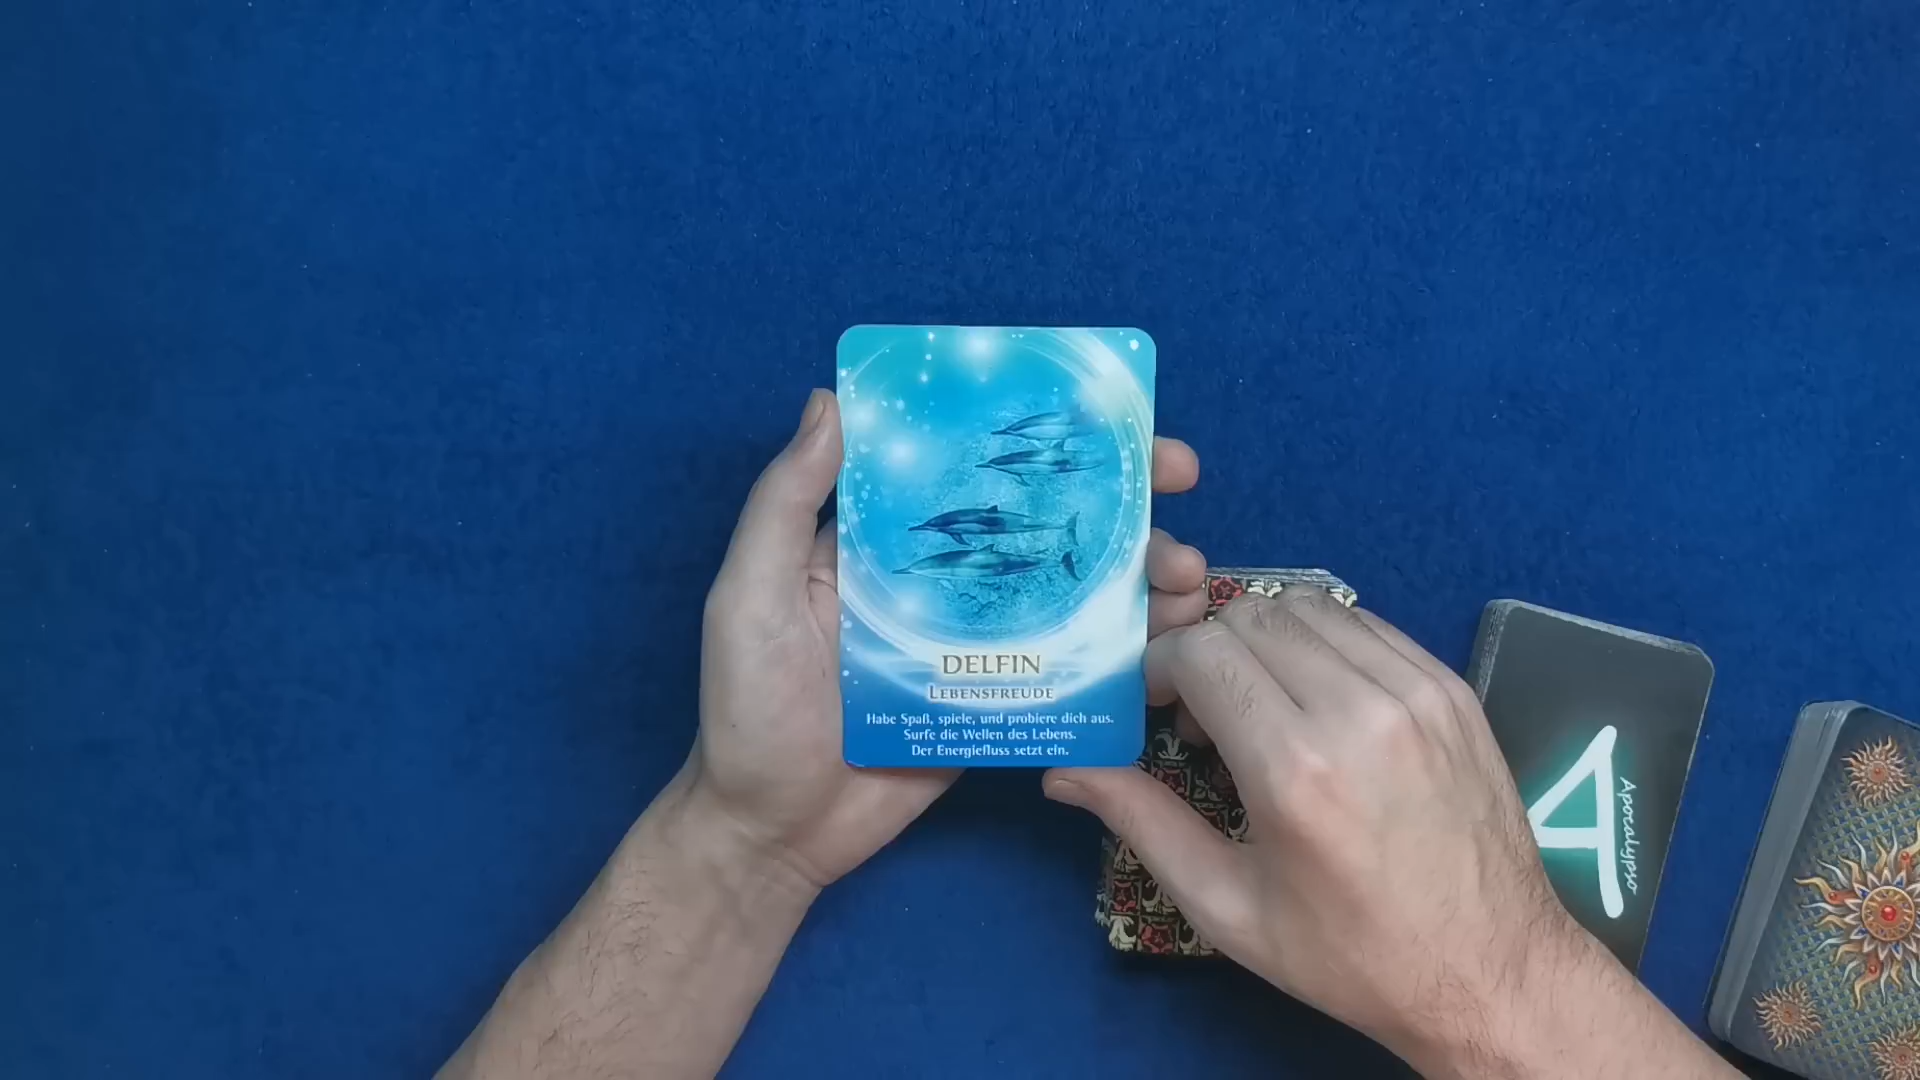 DELFIN
LEBENSFREUDE
Habe Spaß, spiele, und probiere dich aus.
Surfe die Wellen des Lebens.
Der Energiefluss setzt ein.
A
Apocalypso